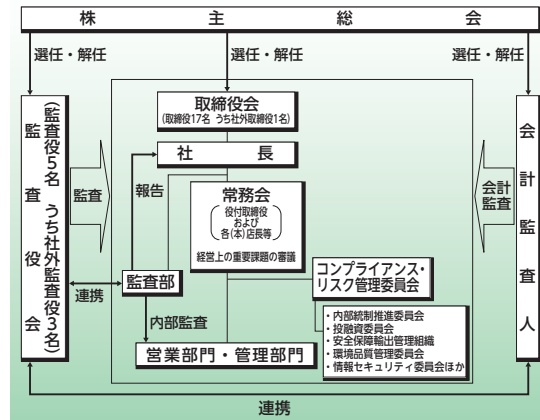 株主総会
選任・解任
選任・解任
選任・解任
取締役会
(取締役17名 うち社外取締役1名)
社長
常務会
(役付取締役
および
各(本)店長等)
経営上の重要課題の審議
監査役会
(監査役5名 うち社外監査役3名)
監査
報告
会計監査人
会計
監査
監査部
連携
内部監査
コンプライアンス・
リスク管理委員会
・内部統制推進委員会
・投融資委員会
・安全保障輸出管理組織
・環境品質管理委員会
・情報セキュリティ委員会ほか
営業部門・管理部門
連携